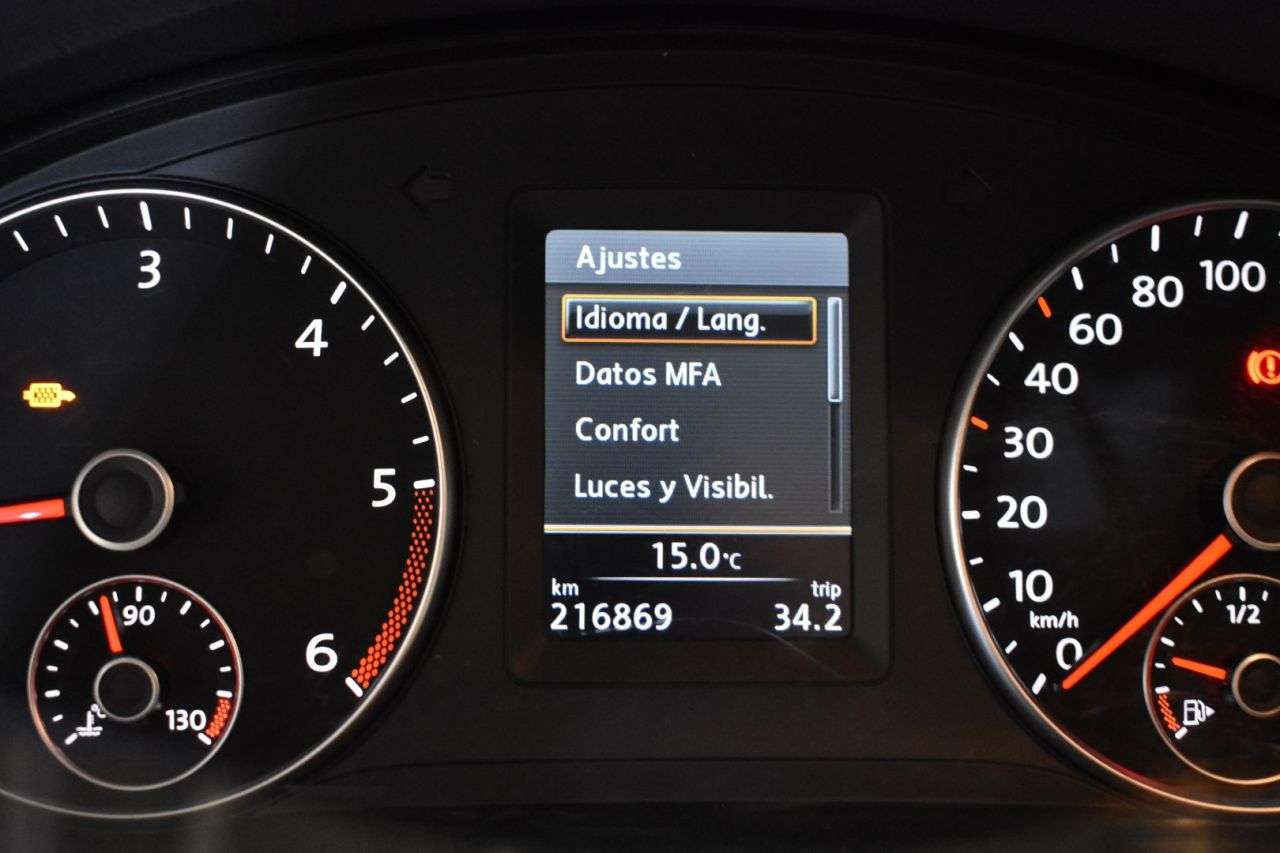 3
4
5
6
90
130
°C
Ajustes
Idioma / Lang.
Datos MFA
Confort
Luces y Visibil.
15.0°C
km trip
216869 34.2
100
80
60
40
30
20
10
km/h
0
1/2